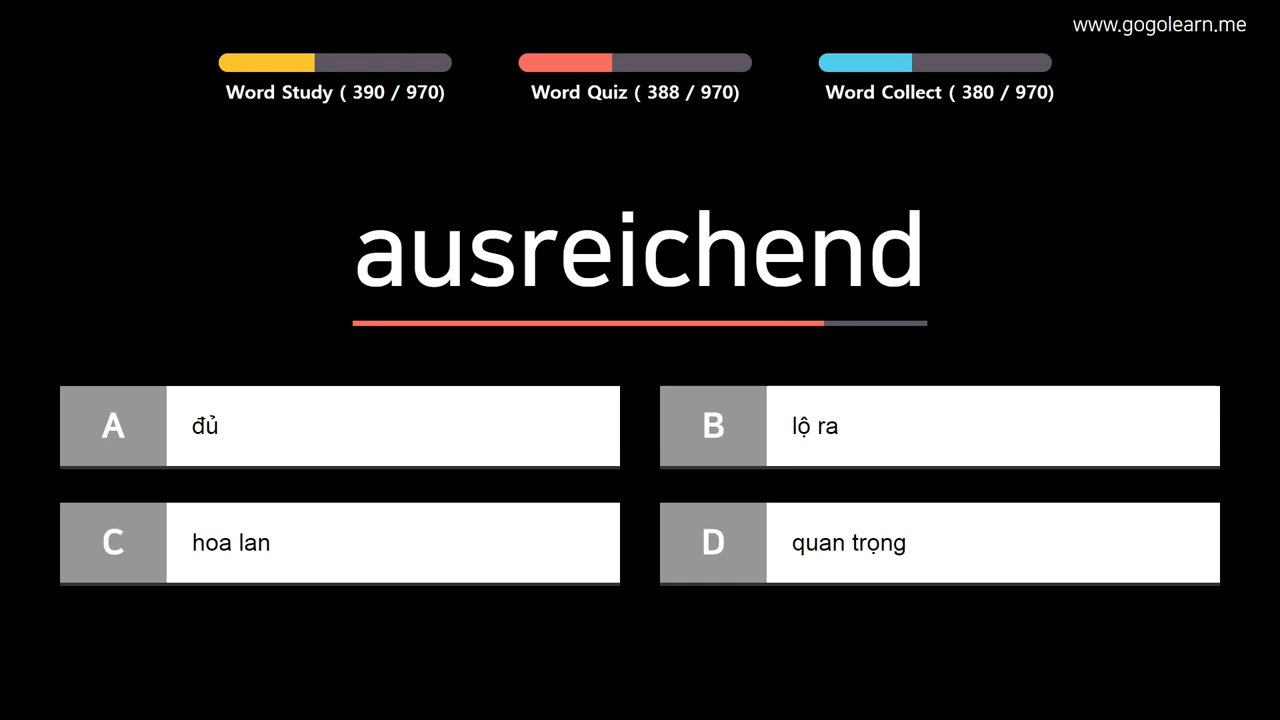 www.gogolearn.me
Word Study ( 390 / 970)
Word Quiz ( 388 / 970)
Word Collect ( 380 / 970)
ausreichend
A đủ
B lộ ra
C hoa lan
D quan trọng